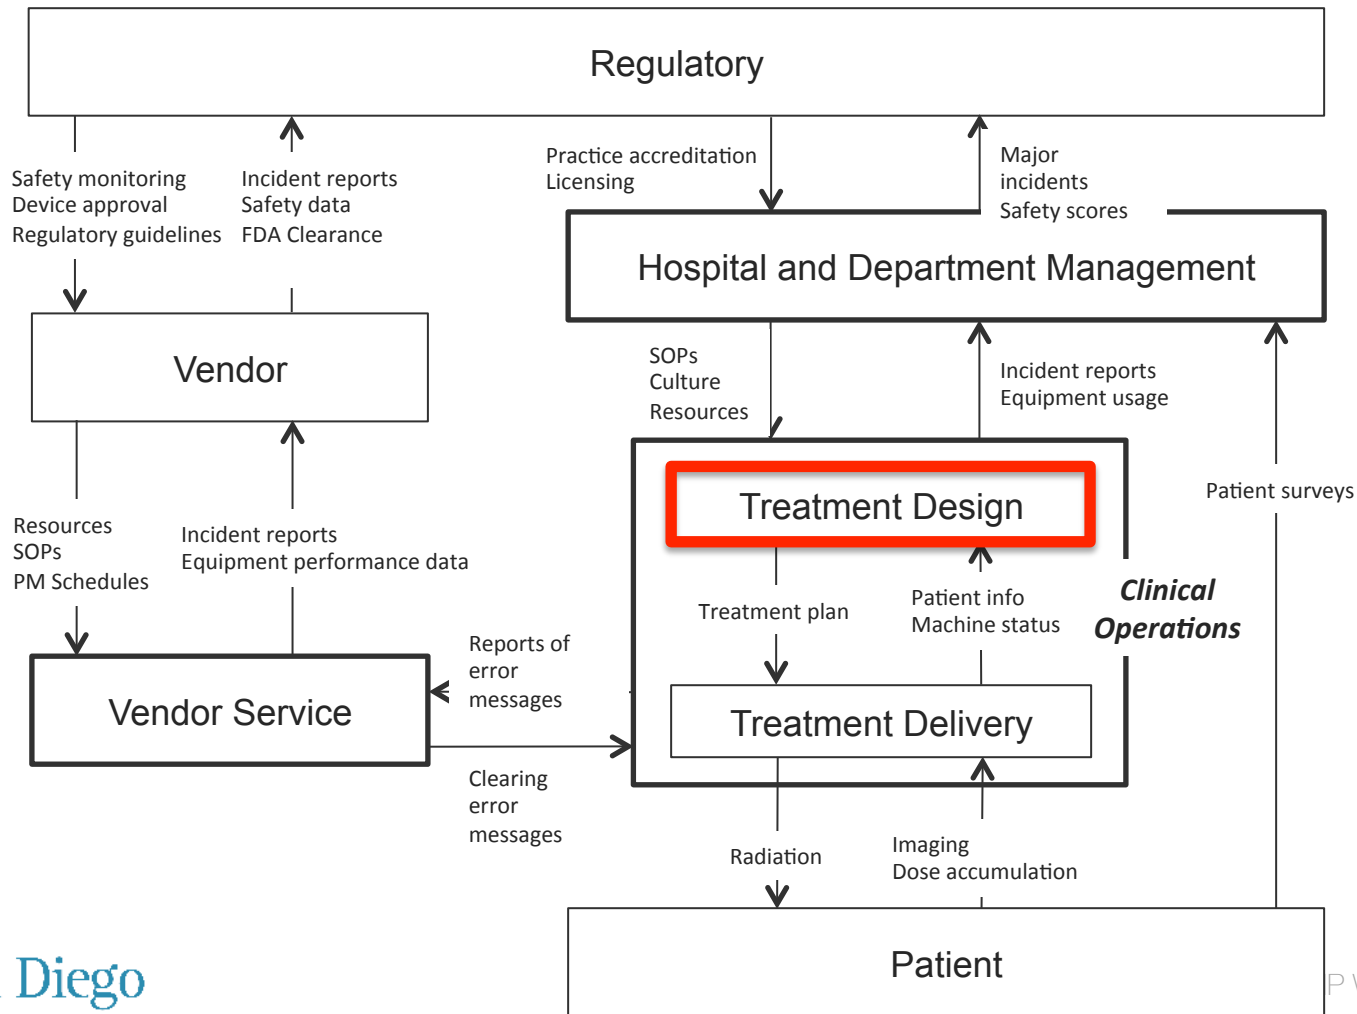 Regulatory
Safety monitoring
Device approval
Regulatory guidelines
Incident reports
Safety data
FDA Clearance
Practice accreditation
Licensing
Major
incidents
Safety scores
Hospital and Department Management
Vendor
SOPs
Culture
Resources
Incident reports
Equipment usage
Patient surveys
Treatment Design
Resources
SOPs
PM Schedules
Incident reports
Equipment performance data
Treatment plan
Patient info
Machine status
Clinical
Operations
Reports of
error
messages
Vendor Service
Treatment Delivery
Clearing
error
messages
Radiation
Imaging
Dose accumulation
Patient
Diego